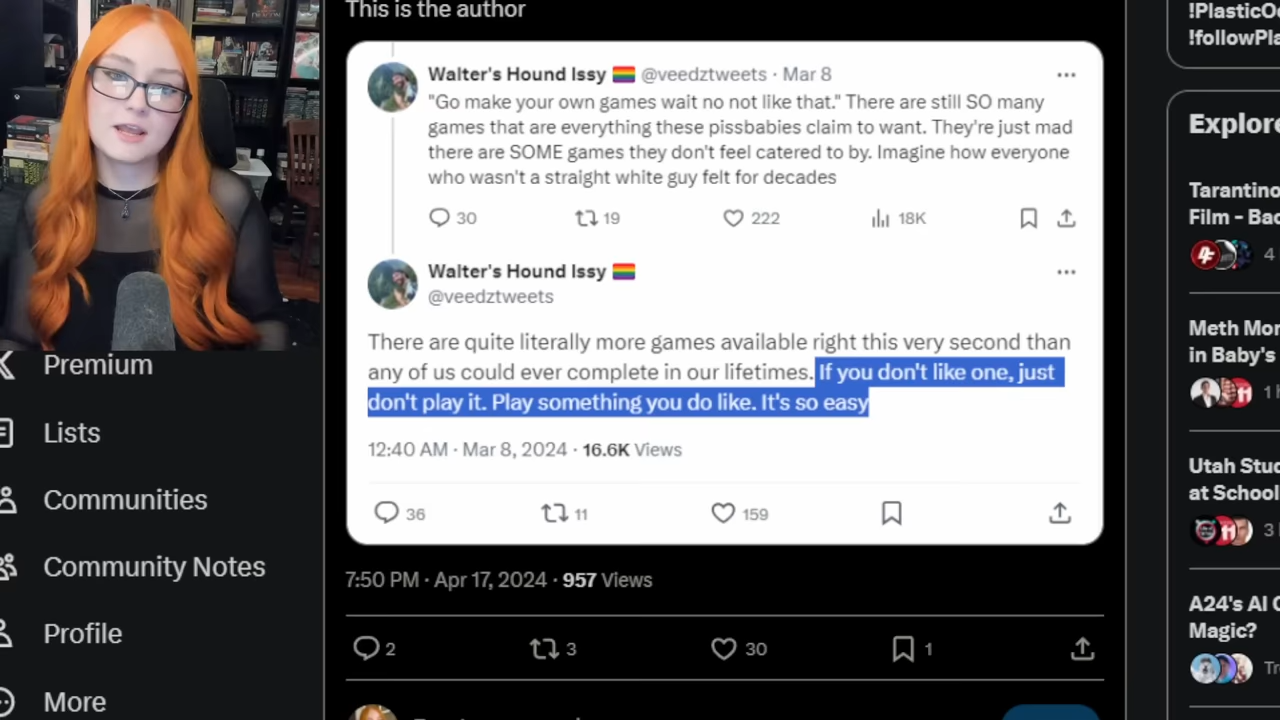 This is the author
Walter's Hound Issy 🏳️‍🌈 @veedztweets · Mar 8
"Go make your own games wait no not like that." There are still SO many
games that are everything these pissbabies claim to want. They're just mad
there are SOME games they don't feel catered to by. Imagine how everyone
who wasn't a straight white guy felt for decades
30 19 222 18K
Walter's Hound Issy 🏳️‍🌈
@veedztweets
There are quite literally more games available right this very second than
any of us could ever complete in our lifetimes. If you don't like one, just
don't play it. Play something you do like. It's so easy
12:40 AM · Mar 8, 2024 · 16.6K Views
36 11 159
7:50 PM · Apr 17, 2024 · 957 Views
2 3 30 1
Premium
Lists
Communities
Community Notes
Profile
More
Explore
Tarantino
Film - Bac
4
Meth Mor
in Baby's
1
Utah Stud
at School
3
A24's AI
Magic?